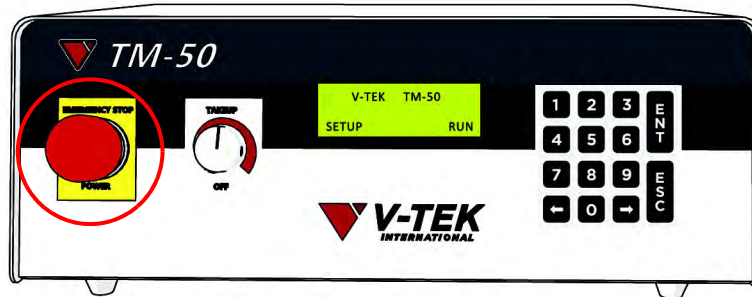 TM-50
EMERGENCY STOP
POWER
TAKEUP
OFF
V-TEK TM-50
SETUP RUN
V-TEK
INTERNATIONAL
1 2 3 ENT
4 5 6
7 8 9 ESC
← 0 →